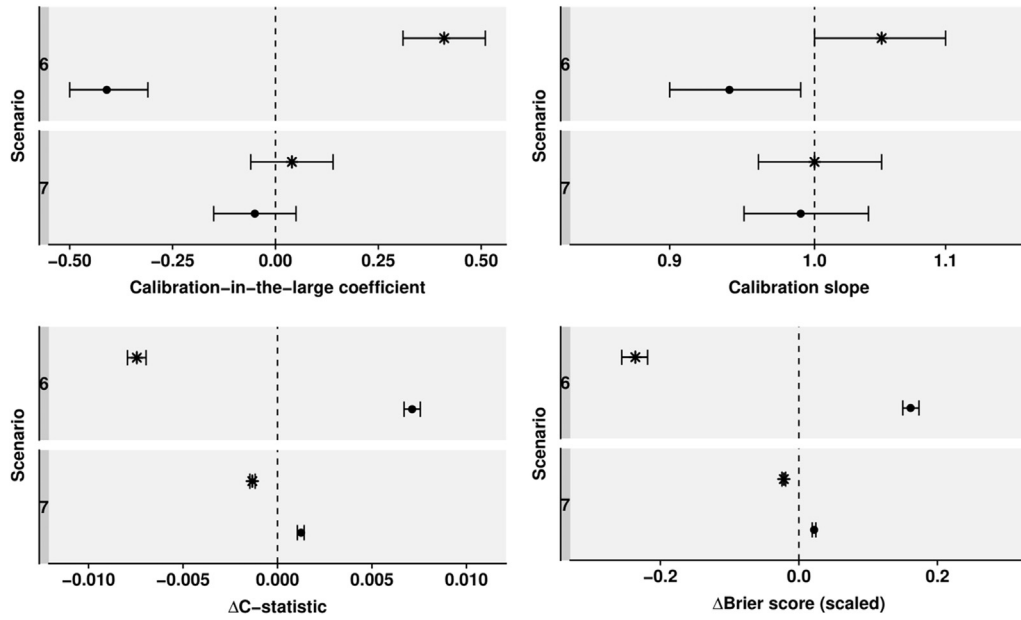 Scenario
6
7
−0.50 −0.25 0.00 0.25 0.50
Calibration−in−the−large coefficient
Scenario
6
7
0.9 1.0 1.1
Calibration slope
Scenario
6
7
−0.010 −0.005 0.000 0.005 0.010
ΔC−statistic
Scenario
6
7
−0.2 0.0 0.2
ΔBrier score (scaled)